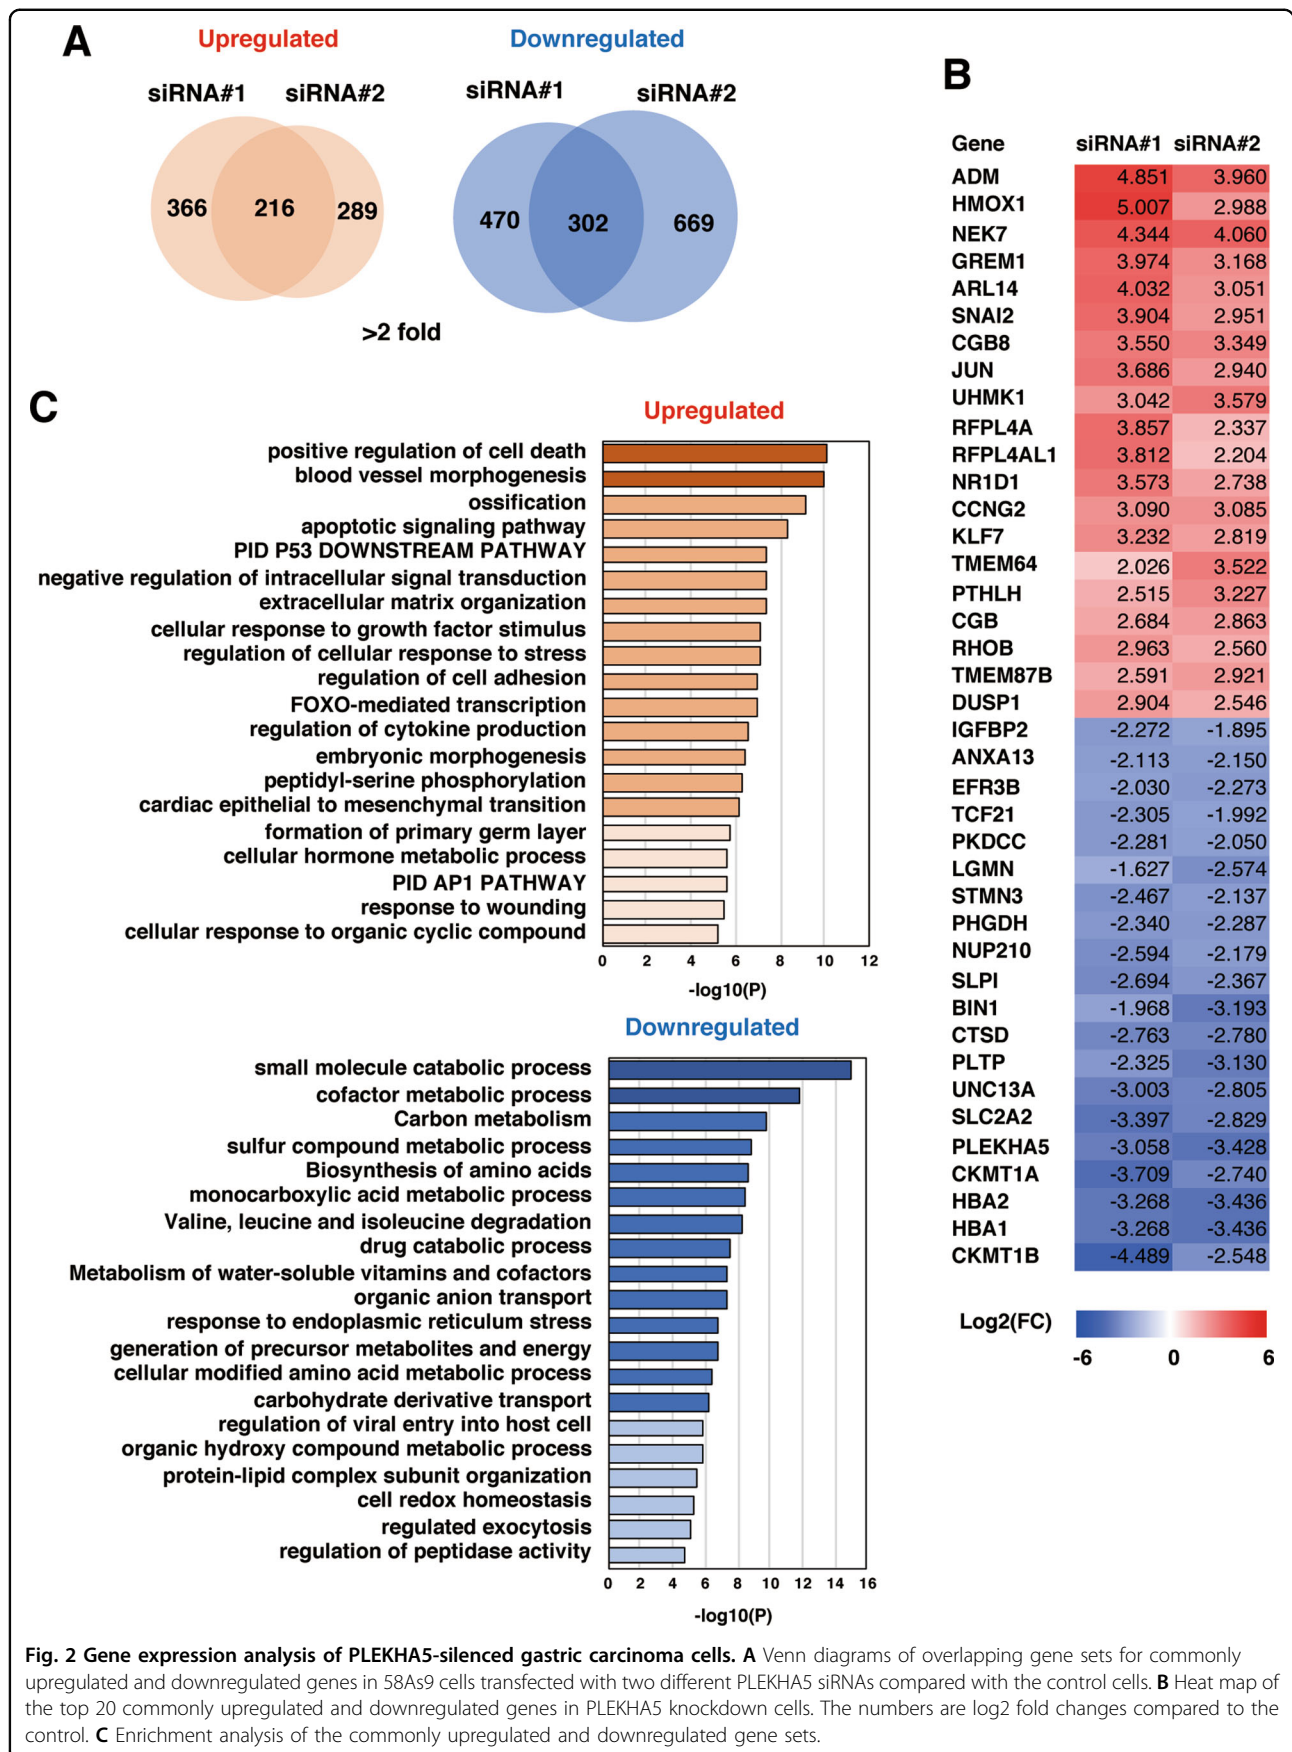 A
Upregulated
Downregulated
siRNA#1 siRNA#2
siRNA#1 siRNA#2
366 216 289
470 302 669
>2 fold
B
Gene siRNA#1 siRNA#2
ADM 4.851 3.960
HMOX1 5.007 2.988
NEK7 4.344 4.060
GREM1 3.974 3.168
ARL14 4.032 3.051
SNAI2 3.904 2.951
CGB8 3.550 3.349
JUN 3.686 2.940
UHMK1 3.042 3.579
RFPL4A 3.857 2.337
RFPL4AL1 3.812 2.204
NR1D1 3.573 2.738
CCNG2 3.090 3.085
KLF7 3.232 2.819
TMEM64 2.026 3.522
PTHLH 2.515 3.227
CGB 2.684 2.863
RHOB 2.963 2.560
TMEM87B 2.591 2.921
DUSP1 2.904 2.546
IGFBP2 -2.272 -1.895
ANXA13 -2.113 -2.150
EFR3B -2.030 -2.273
TCF21 -2.305 -1.992
PKDCC -2.281 -2.050
LGMN -1.627 -2.574
STMN3 -2.467 -2.137
PHGDH -2.340 -2.287
NUP210 -2.594 -2.179
SLPI -2.694 -2.367
BIN1 -1.968 -3.193
CTSD -2.763 -2.780
PLTP -2.325 -3.130
UNC13A -3.003 -2.805
SLC2A2 -3.397 -2.829
PLEKHA5 -3.058 -3.428
CKMT1A -3.709 -2.740
HBA2 -3.268 -3.436
HBA1 -3.268 -3.436
CKMT1B -4.489 -2.548
Log2(FC)
-6 0 6
C
Upregulated
positive regulation of cell death
blood vessel morphogenesis
ossification
apoptotic signaling pathway
PID P53 DOWNSTREAM PATHWAY
negative regulation of intracellular signal transduction
extracellular matrix organization
cellular response to growth factor stimulus
regulation of cellular response to stress
regulation of cell adhesion
FOXO-mediated transcription
regulation of cytokine production
embryonic morphogenesis
peptidyl-serine phosphorylation
cardiac epithelial to mesenchymal transition
formation of primary germ layer
cellular hormone metabolic process
PID AP1 PATHWAY
response to wounding
cellular response to organic cyclic compound
0 2 4 6 8 10 12
-log10(P)
Downregulated
small molecule catabolic process
cofactor metabolic process
Carbon metabolism
sulfur compound metabolic process
Biosynthesis of amino acids
monocarboxylic acid metabolic process
Valine, leucine and isoleucine degradation
drug catabolic process
Metabolism of water-soluble vitamins and cofactors
organic anion transport
response to endoplasmic reticulum stress
generation of precursor metabolites and energy
cellular modified amino acid metabolic process
carbohydrate derivative transport
regulation of viral entry into host cell
organic hydroxy compound metabolic process
protein-lipid complex subunit organization
cell redox homeostasis
regulated exocytosis
regulation of peptidase activity
0 2 4 6 8 10 12 14 16
-log10(P)
Fig. 2 Gene expression analysis of PLEKHA5-silenced gastric carcinoma cells. A Venn diagrams of overlapping gene sets for commonly
upregulated and downregulated genes in 58As9 cells transfected with two different PLEKHA5 siRNAs compared with the control cells. B Heat map of
the top 20 commonly upregulated and downregulated genes in PLEKHA5 knockdown cells. The numbers are log2 fold changes compared to the
control. C Enrichment analysis of the commonly upregulated and downregulated gene sets.